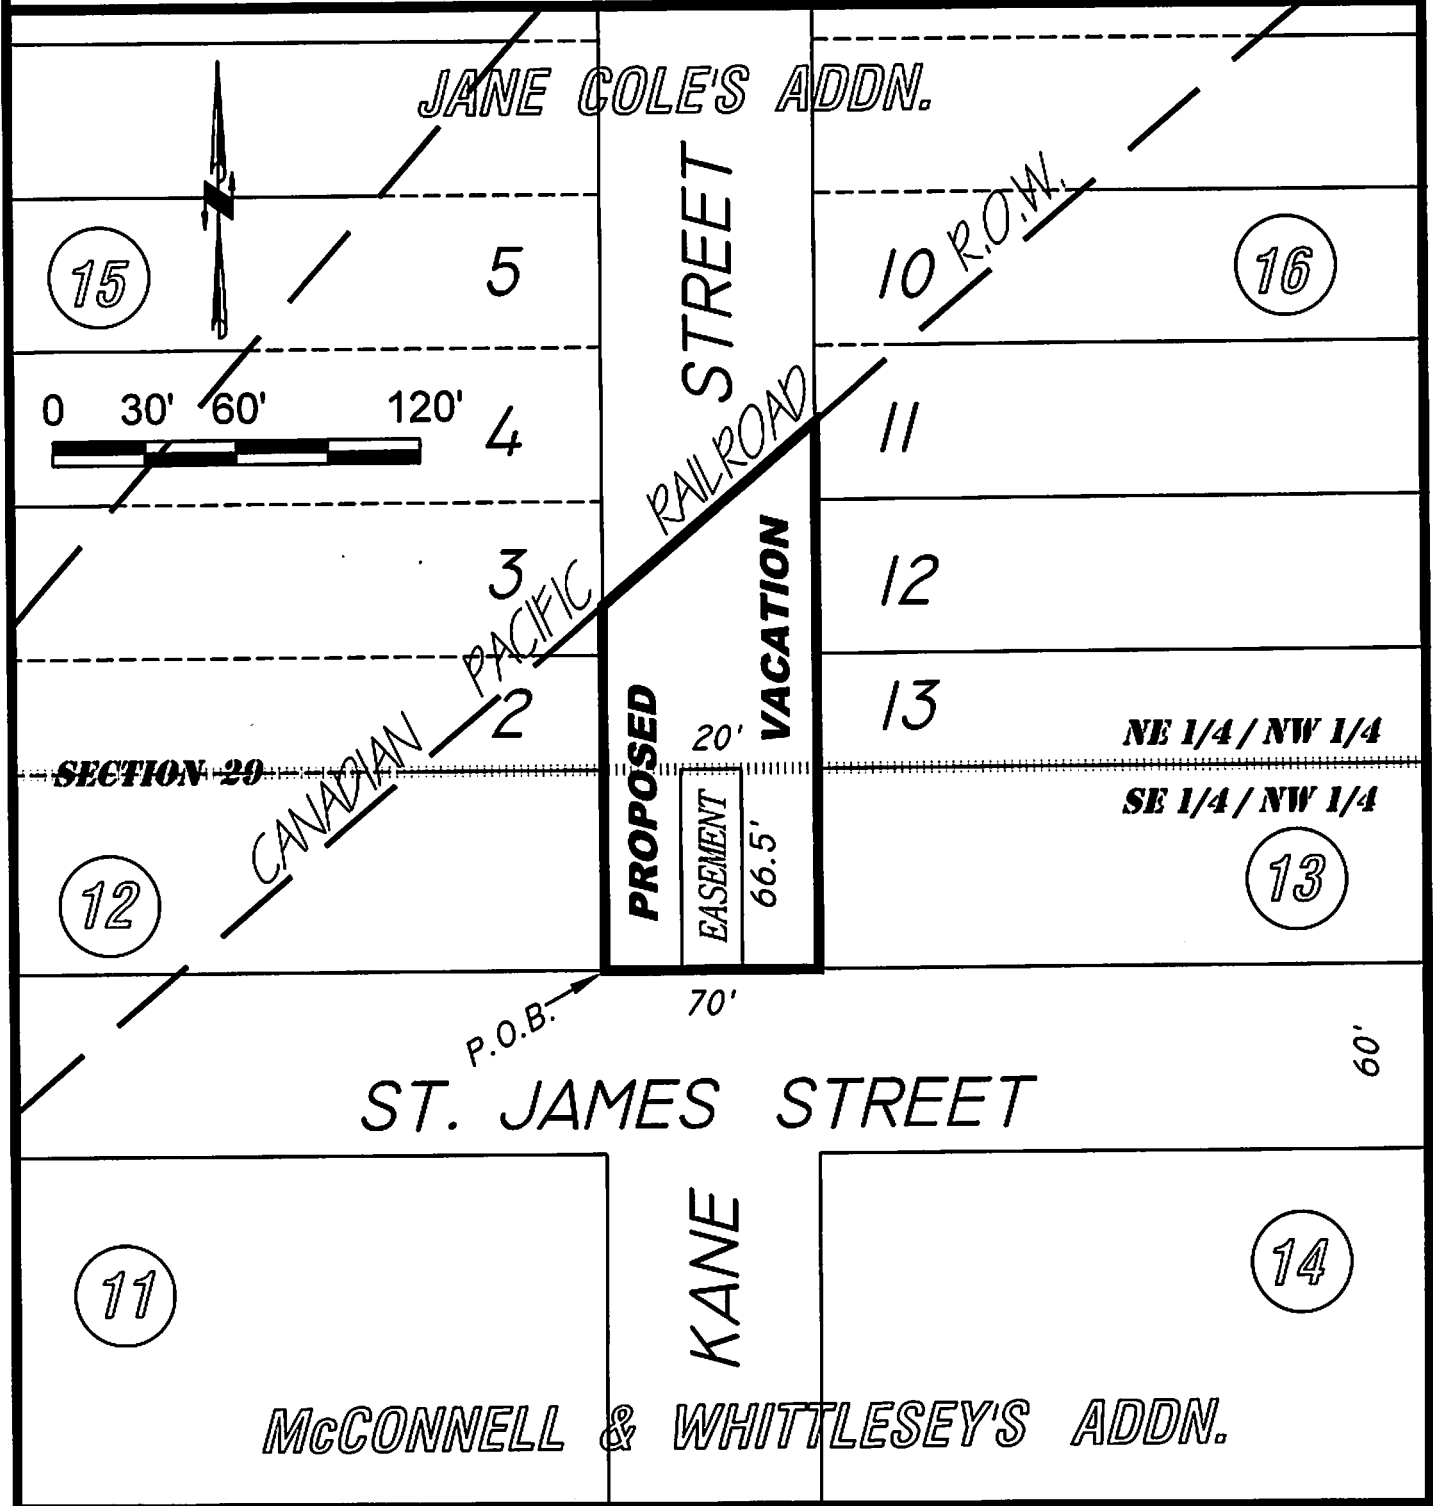 JANE COLE'S ADDN.
STREET
R.O.W.
15
5
10
16
0 30' 60' 120'
4
11
RAILROAD
3
12
PACIFIC
VACATION
2
13
PROPOSED
20'
NE 1/4 / NW 1/4
SECTION 29
SE 1/4 / NW 1/4
CANADIAN
EASEMENT
66.5'
12
13
70'
P.O.B.
60'
ST. JAMES STREET
KANE
11
14
McCONNELL & WHITTLESEY'S ADDN.